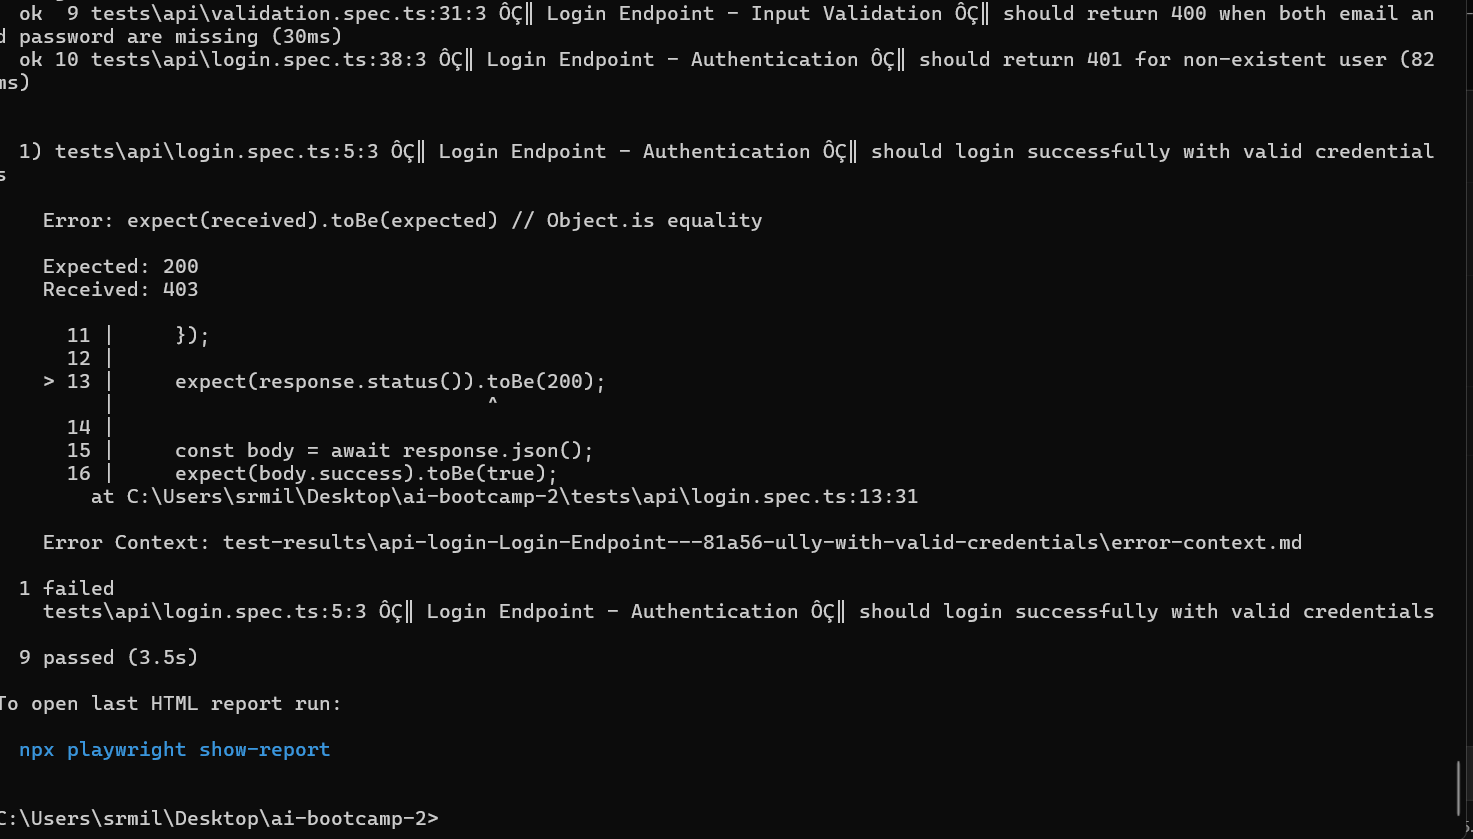 ok  9 tests\api\validation.spec.ts:31:3 ÔÇ║ Login Endpoint - Input Validation ÔÇ║ should return 400 when both email an
d password are missing (30ms)
ok 10 tests\api\login.spec.ts:38:3 ÔÇ║ Login Endpoint - Authentication ÔÇ║ should return 401 for non-existent user (82
ms)
1) tests\api\login.spec.ts:5:3 ÔÇ║ Login Endpoint - Authentication ÔÇ║ should login successfully with valid credential
s
Error: expect(received).toBe(expected) // Object.is equality
Expected: 200
Received: 403
11 |     });
12 |
> 13 |     expect(response.status()).toBe(200);
|                               ^
14 |
15 |     const body = await response.json();
16 |     expect(body.success).toBe(true);
at C:\Users\srmil\Desktop\ai-bootcamp-2\tests\api\login.spec.ts:13:31
Error Context: test-results\api-login-Login-Endpoint---81a56-ully-with-valid-credentials\error-context.md
1 failed
tests\api\login.spec.ts:5:3 ÔÇ║ Login Endpoint - Authentication ÔÇ║ should login successfully with valid credentials
9 passed (3.5s)
To open last HTML report run:
npx playwright show-report
C:\Users\srmil\Desktop\ai-bootcamp-2>